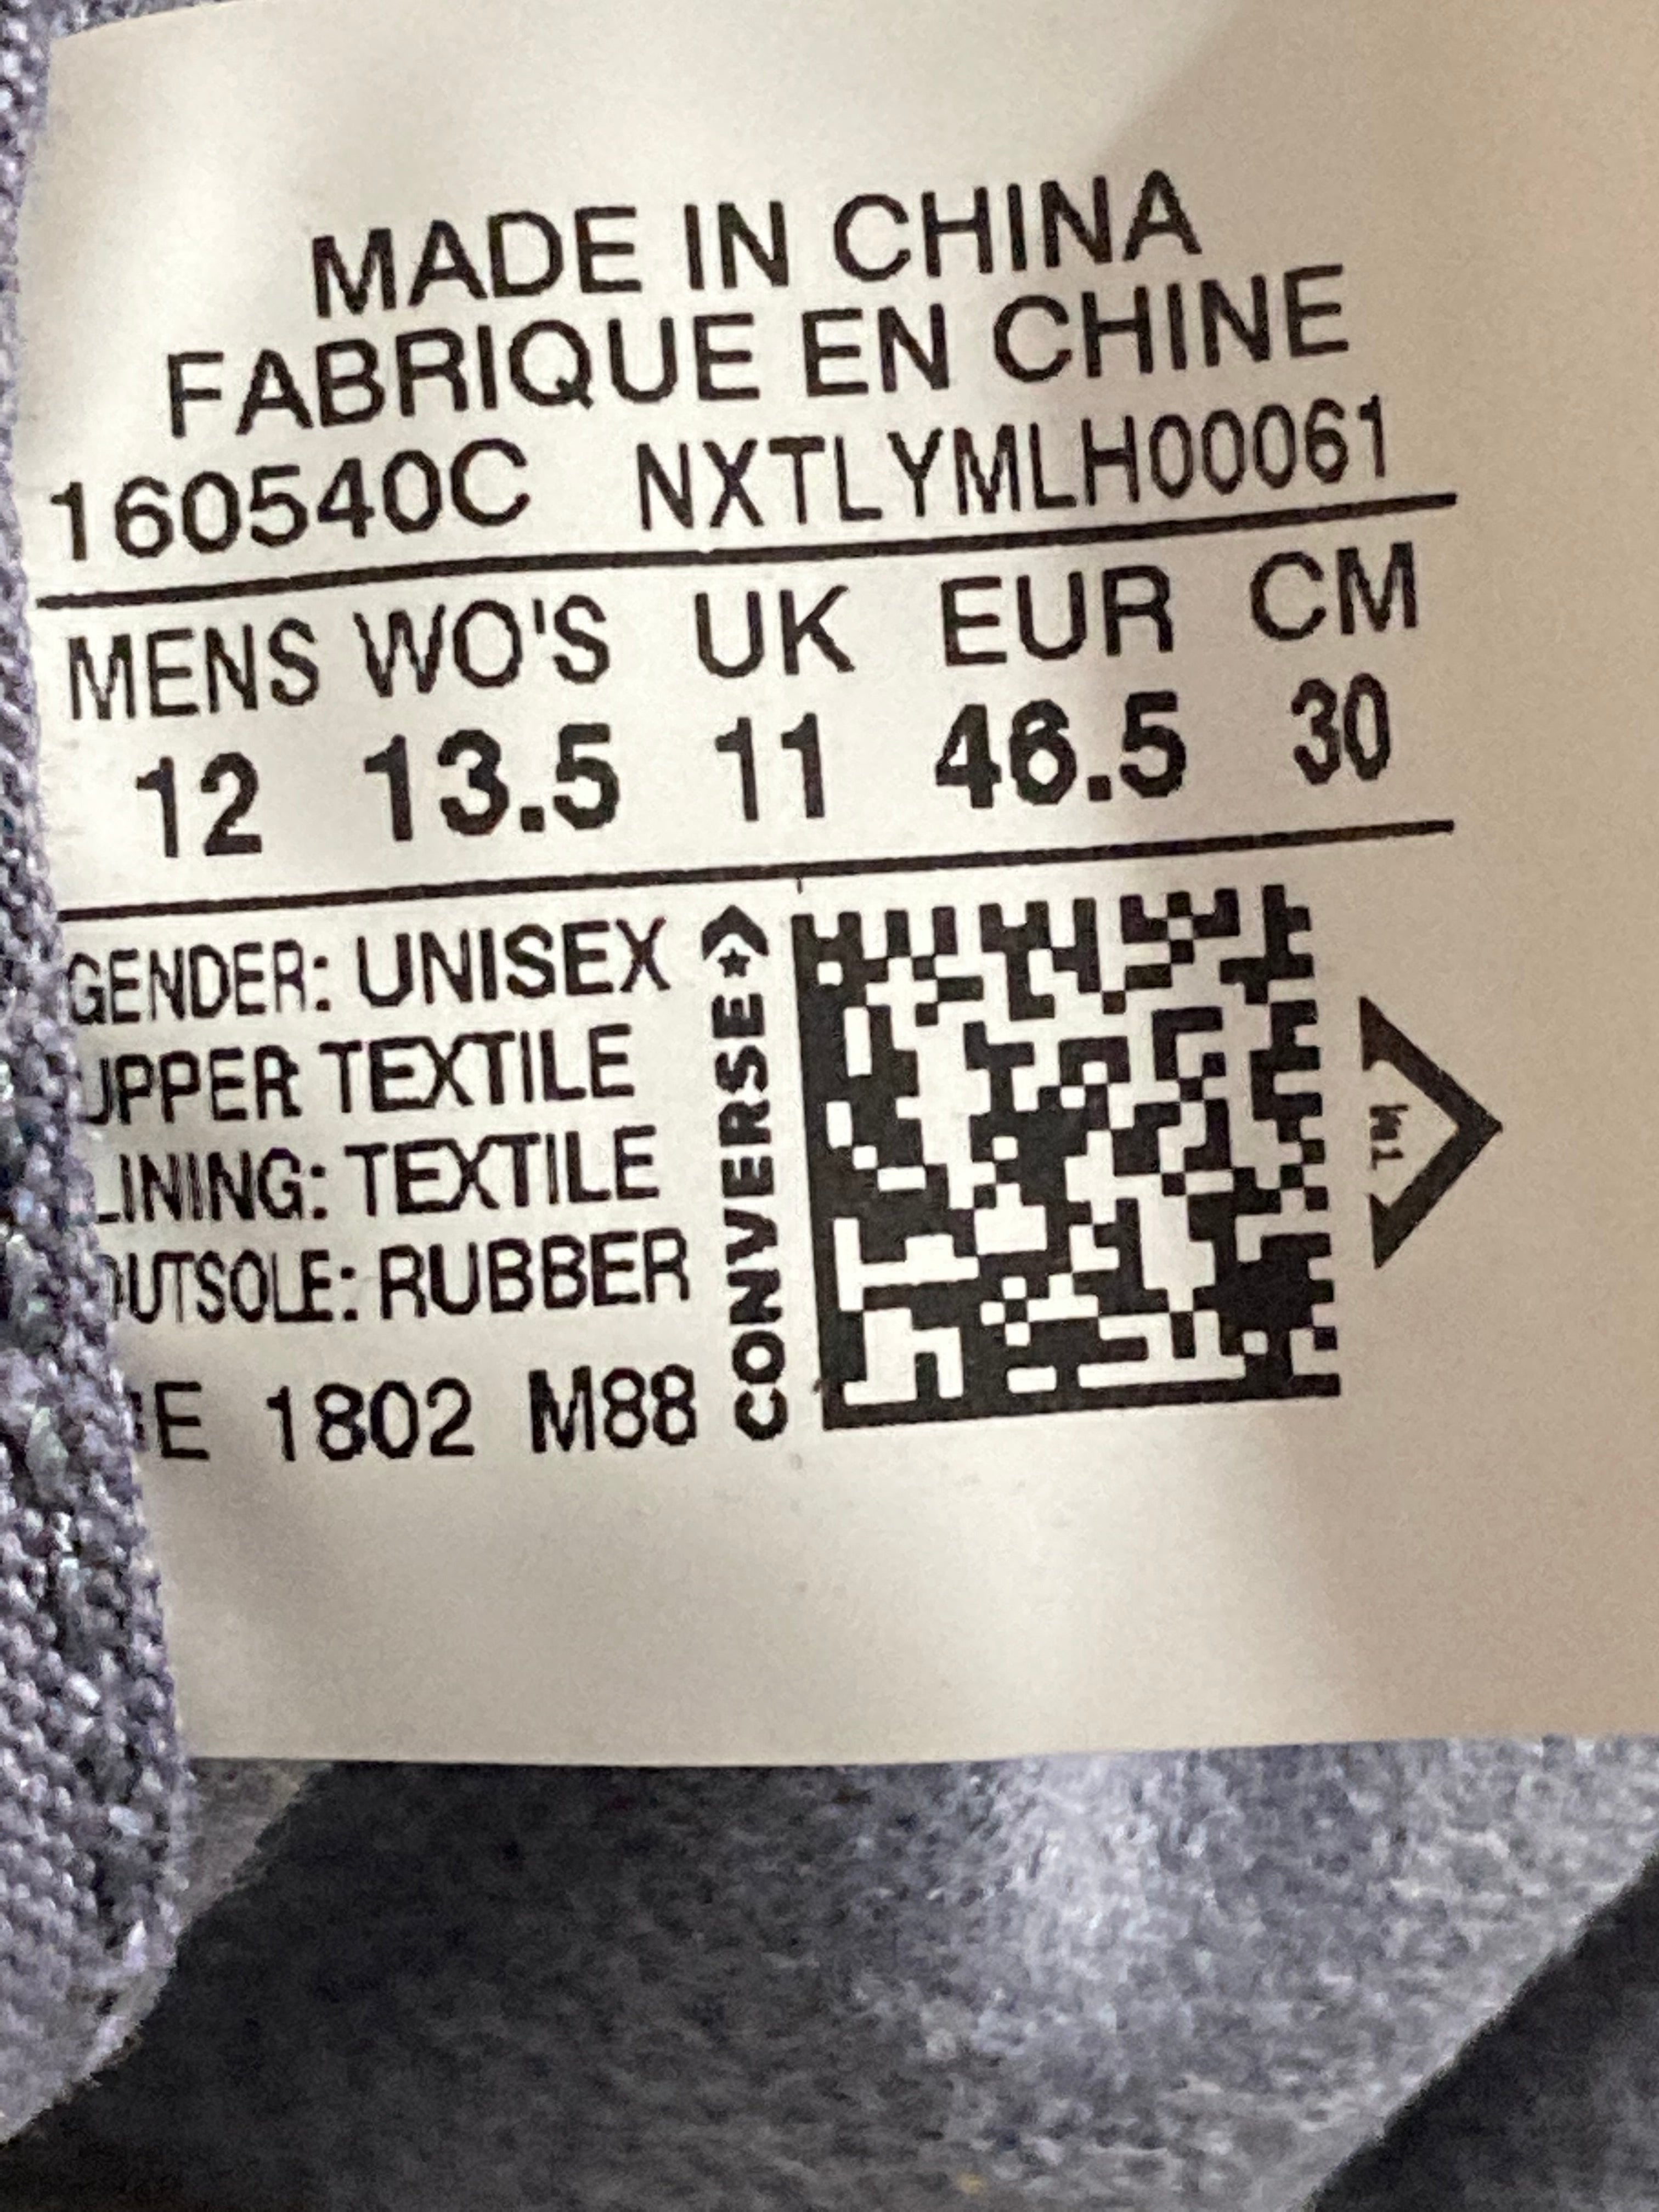 MADE IN CHINA
FABRIQUE EN CHINE
160540C NXTLYMLH00061
MENS WO'S UK EUR CM
12 13.5 11 46.5 30
GENDER: UNISEX
UPPER TEXTILE
LINING: TEXTILE
OUTSOLE: RUBBER
E 1802 M88
CONVERSE